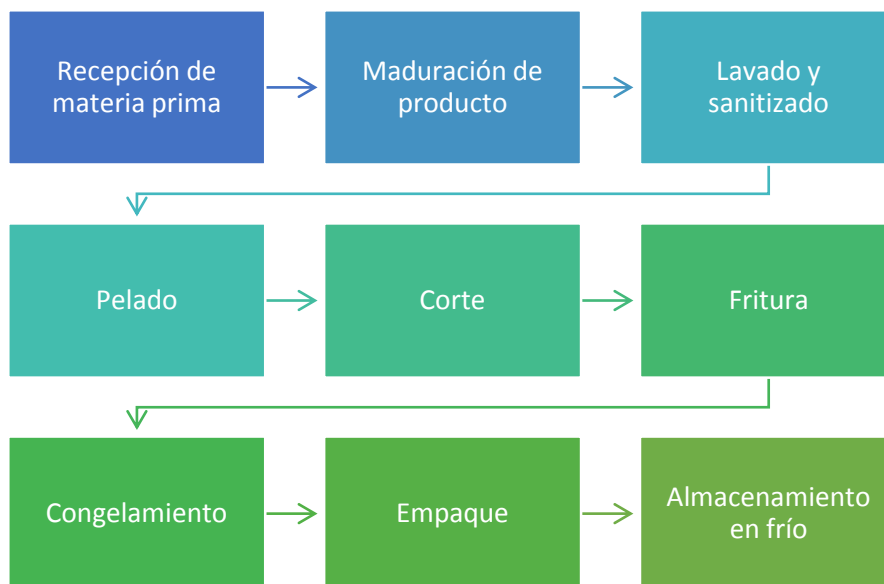 Recepción de
materia prima
Maduración de
producto
Lavado y
sanitizado
Pelado
Corte
Fritura
Congelamiento
Empaque
Almacenamiento
en frío